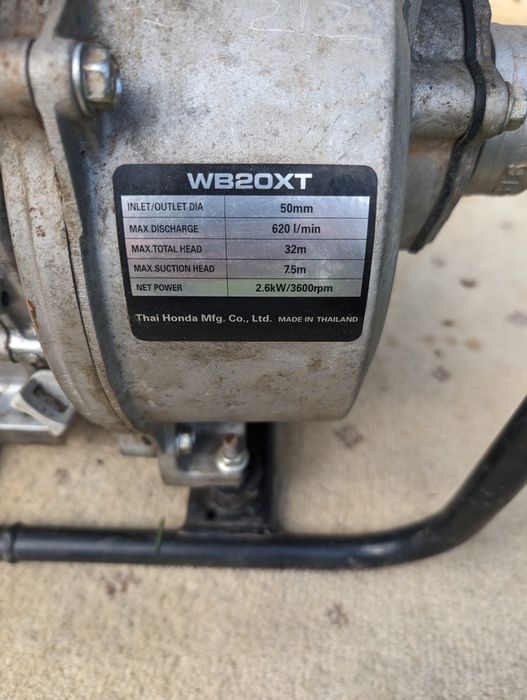 WB20XT
INLET/OUTLET DIA 50mm
MAX.DISCHARGE 620 l/min
MAX.TOTAL HEAD 32m
MAX.SUCTION HEAD 7.5m
NET POWER 2.6kW/3600rpm
Thai Honda Mfg. Co., Ltd. MADE IN THAILAND